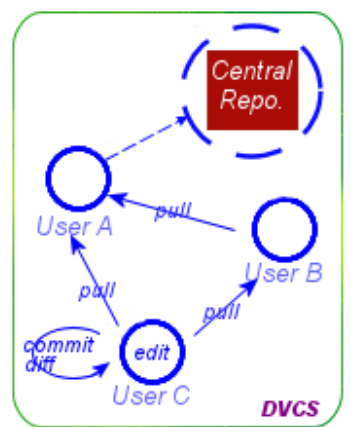 Central
Repo.
User A
pull
User B
pull
pull
commit
diff
edit
User C
DVCS